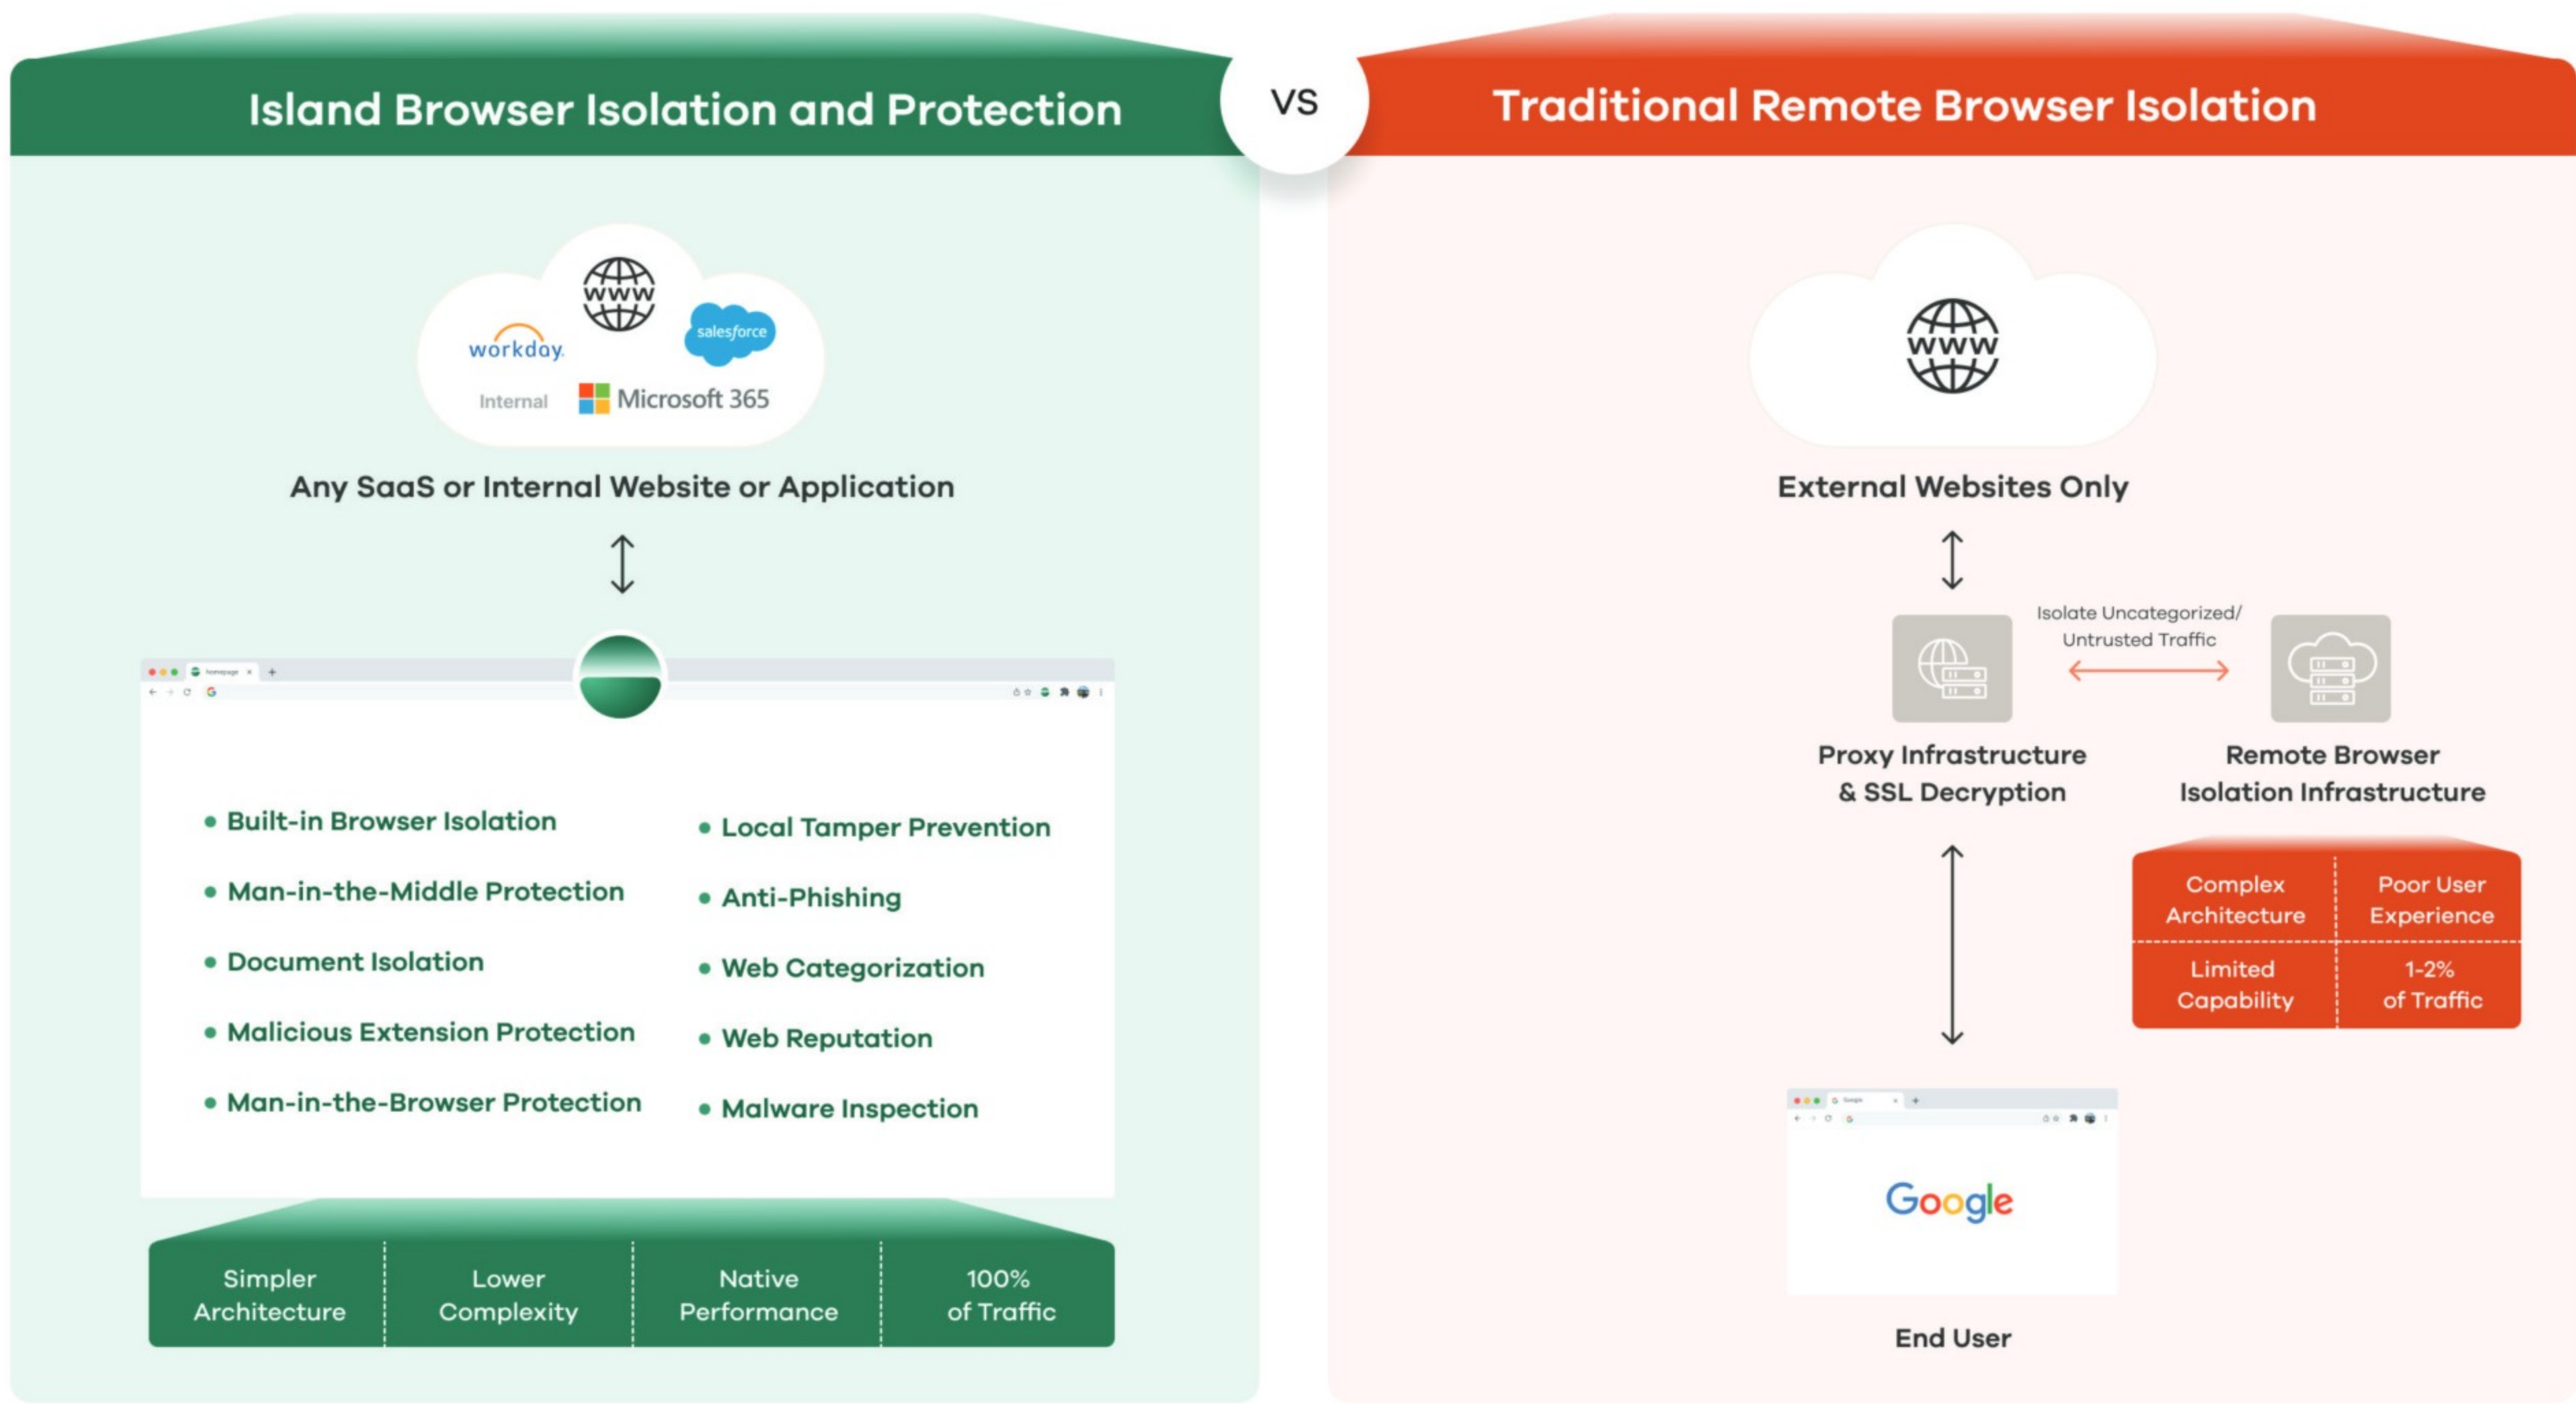 Island Browser Isolation and Protection
VS
Traditional Remote Browser Isolation
www
workday.
salesforce
Internal
Microsoft 365
Any SaaS or Internal Website or Application
homepage
• Built-in Browser Isolation
• Man-in-the-Middle Protection
• Document Isolation
• Malicious Extension Protection
• Man-in-the-Browser Protection
• Local Tamper Prevention
• Anti-Phishing
• Web Categorization
• Web Reputation
• Malware Inspection
Simpler
Architecture
Lower
Complexity
Native
Performance
100%
of Traffic
www
External Websites Only
Isolate Uncategorized/
Untrusted Traffic
Proxy Infrastructure
& SSL Decryption
Remote Browser
Isolation Infrastructure
Complex
Architecture
Poor User
Experience
Limited
Capability
1-2%
of Traffic
Google
Google
End User